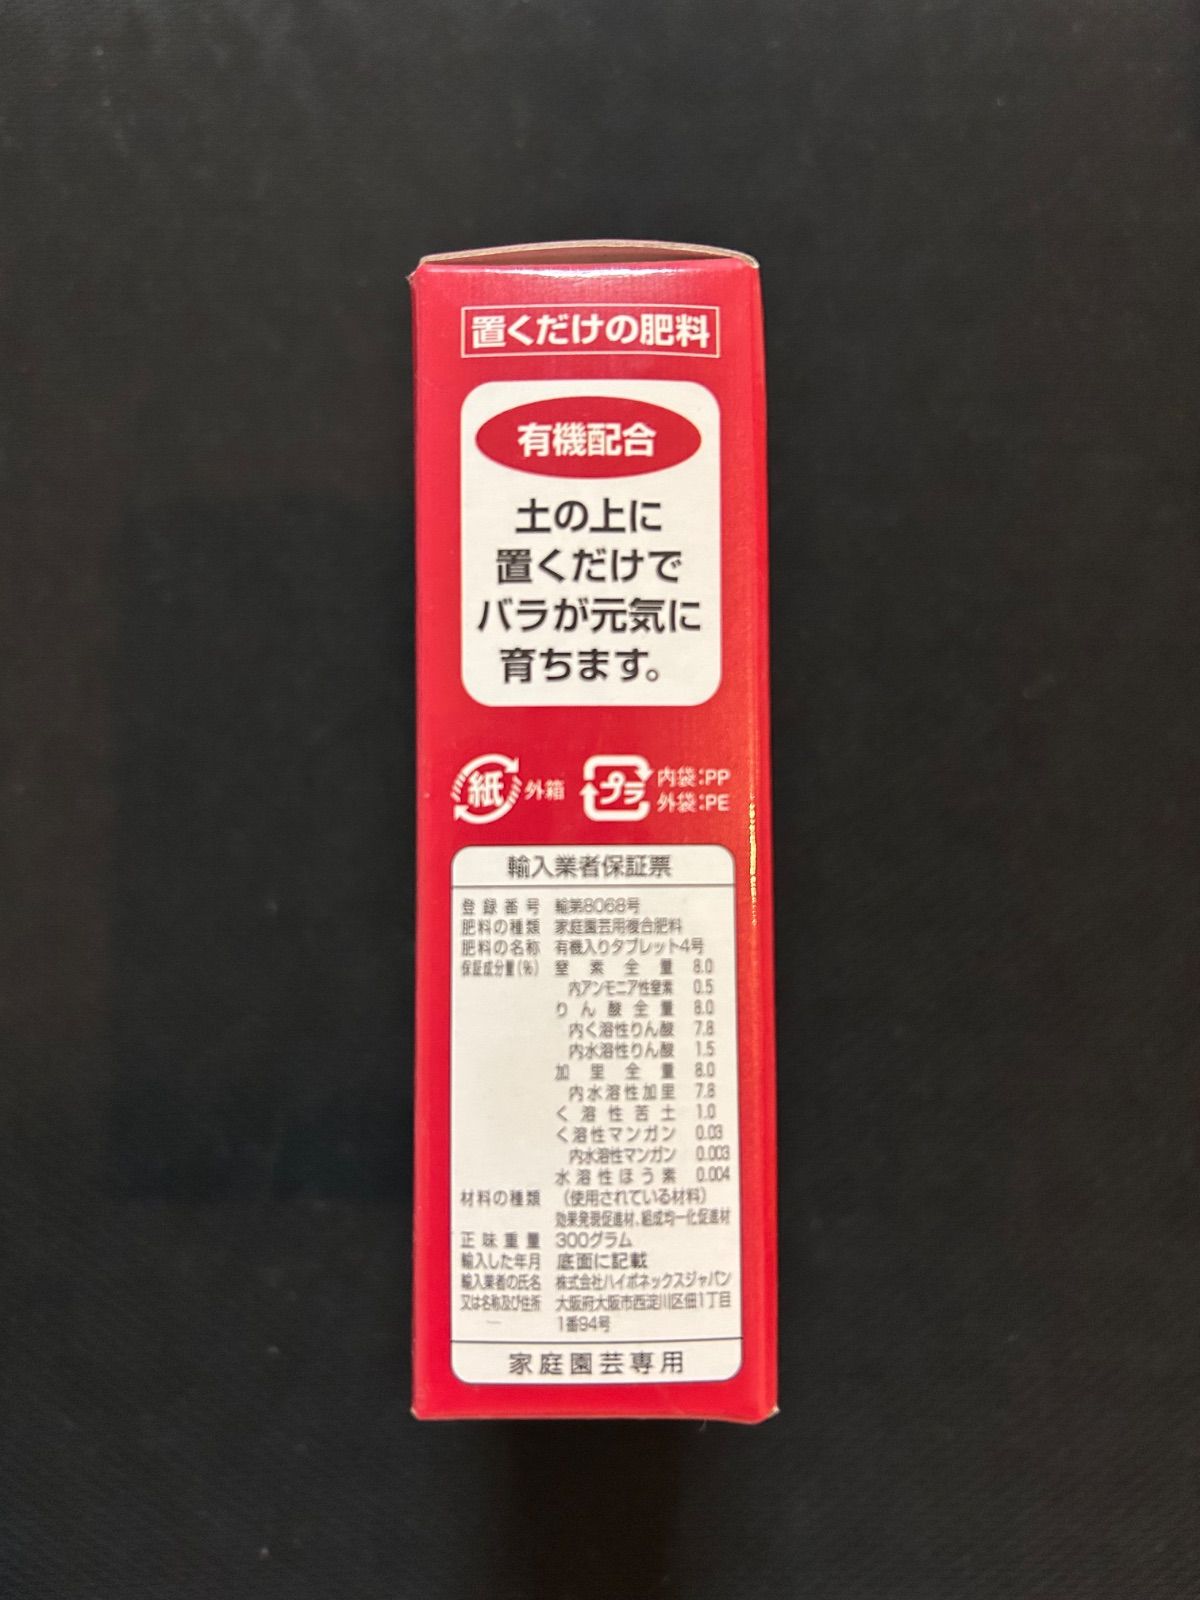 置くだけの肥料
有機配合
土の上に
置くだけで
バラが元気に
育ちます。
紙 外箱 プラ 内袋:PP
外袋:PE
輸入業者保証票
登録番号 輸第8068号
肥料の種類 家庭園芸用複合肥料
肥料の名称 有機入りタブレット4号
保証成分量(%) 窒素全量 8.0
内アンモニア性窒素 0.5
りん酸全量 8.0
内く溶性りん酸 7.8
内水溶性りん酸 1.5
加里全量 8.0
内水溶性加里 7.8
く溶性苦土 1.0
く溶性マンガン 0.03
内水溶性マンガン 0.003
水溶性ほう素 0.004
材料の種類 (使用されている材料)
効果発現促進材、組成均一化促進材
正味重量 300グラム
輸入した年月 底面に記載
輸入業者の氏名 株式会社ハイポネックスジャパン
又は名称及び住所 大阪府大阪市西淀川区佃1丁目
1番94号
家庭園芸専用